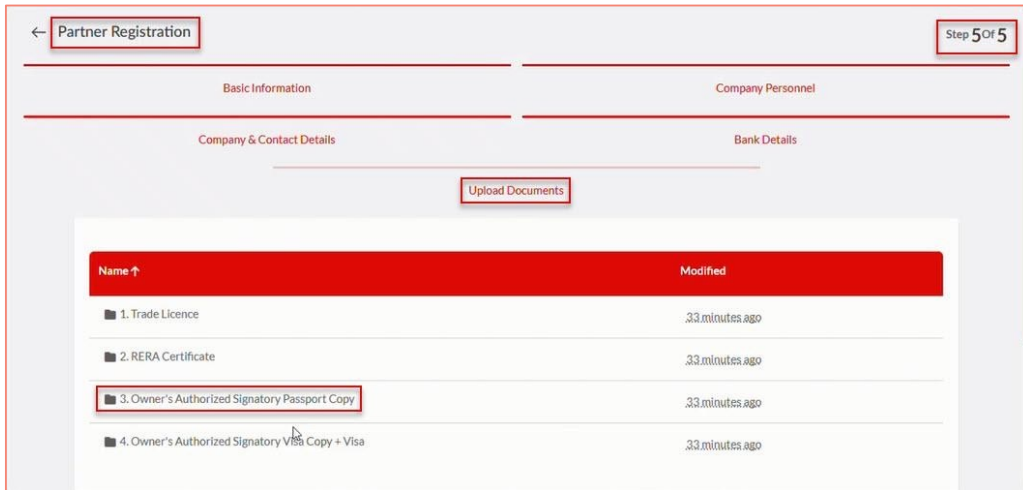 ← Partner Registration
Step 5 Of 5
Basic Information
Company Personnel
Company & Contact Details
Bank Details
Upload Documents
Name ↑ Modified
1. Trade Licence 33 minutes ago
2. RERA Certificate 33 minutes ago
3. Owner's Authorized Signatory Passport Copy 33 minutes ago
4. Owner's Authorized Signatory Visa Copy + Visa 33 minutes ago